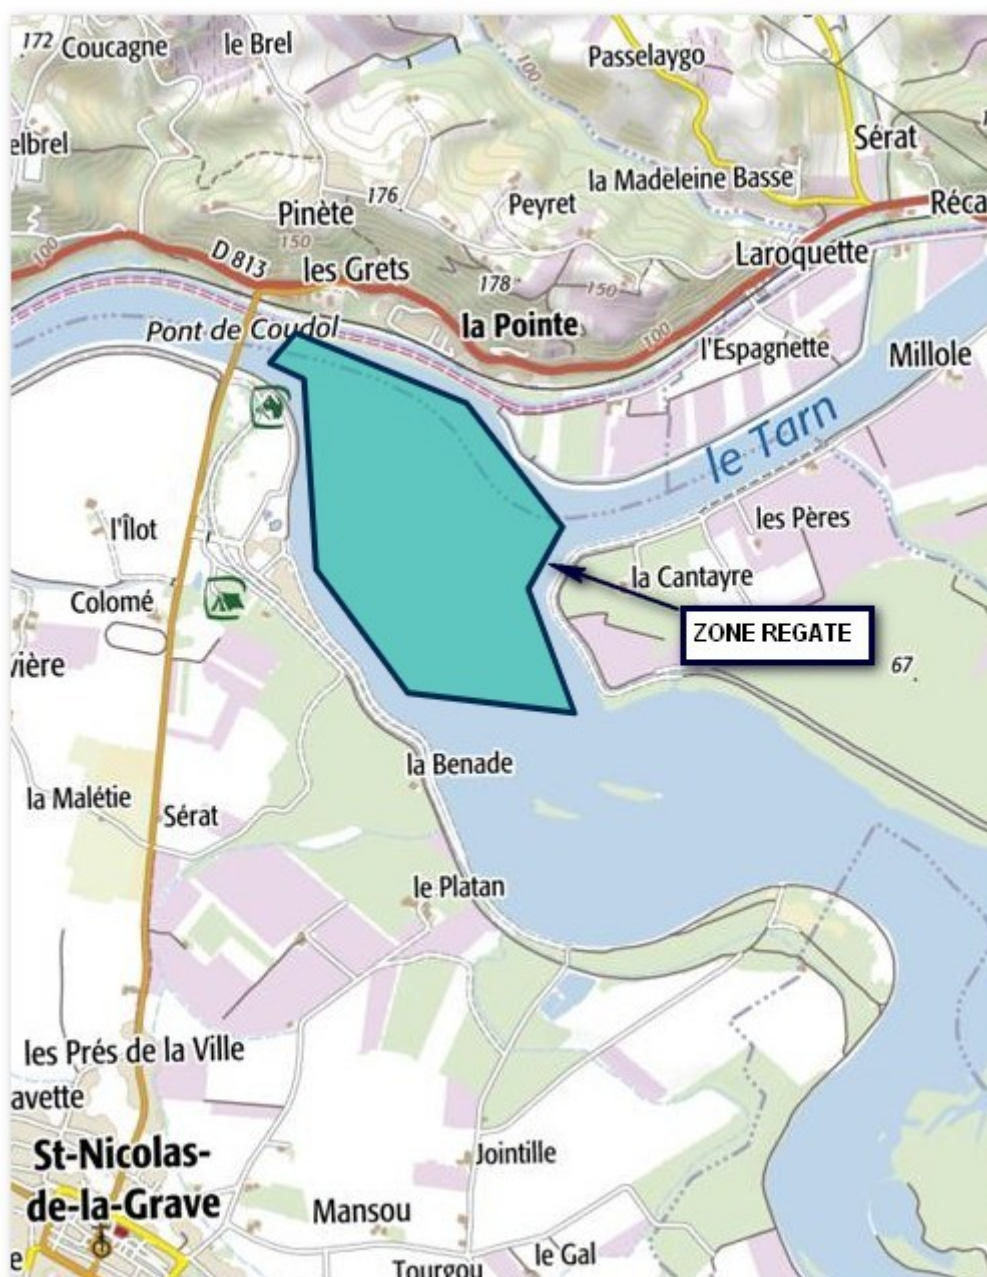 172
Coucagne
le Brel
Passelaygo
100
elbrel
Sérat
la Madeleine Basse
176
Peyret
Pinète
Réca
D 813
150
100
les Grets
Laroquette
178
150
Pont de Coudol
la Pointe
100
l'Espagnette
Millole
le Tarn
l'Îlot
les Pères
la Cantayre
Colomé
ZONE REGATE
vière
67
la Benade
la Malétie
Sérat
le Platan
les Prés de la Ville
avette
St-Nicolas-
de-la-Grave
Jointille
Mansou
le Gal
Tourgou
e